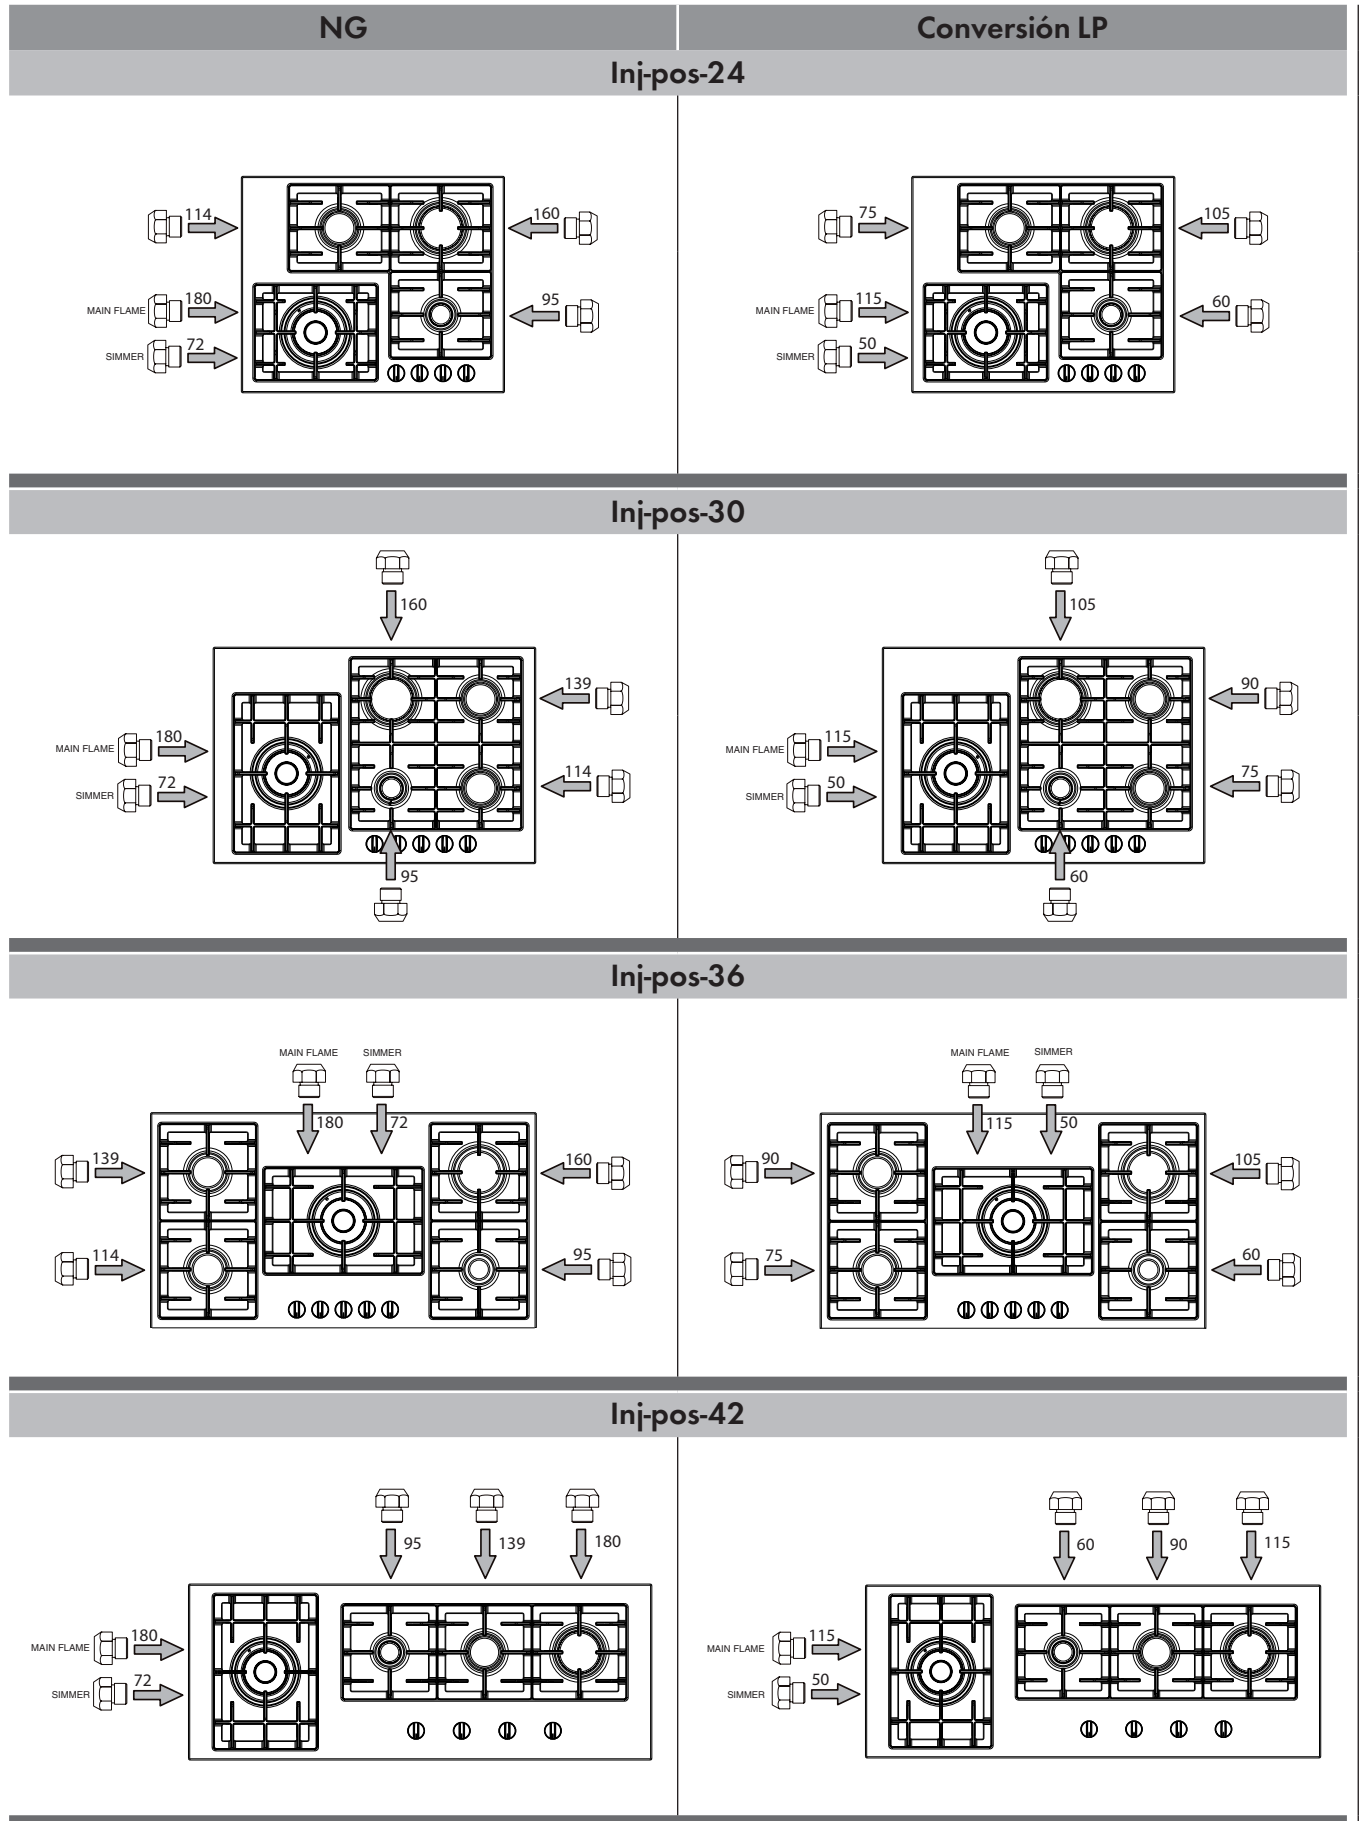 NG Conversión LP
Inj-pos-24
114 160
MAIN FLAME 180 95
SIMMER 72
75 105
MAIN FLAME 115 60
SIMMER 50
Inj-pos-30
160
139
MAIN FLAME 180
SIMMER 72 114
95
105
90
MAIN FLAME 115
SIMMER 50 75
60
Inj-pos-36
MAIN FLAME SIMMER
180 72
139 160
114 95
MAIN FLAME SIMMER
115 50
90 105
75 60
Inj-pos-42
95 139 180
MAIN FLAME 180
SIMMER 72
60 90 115
MAIN FLAME 115
SIMMER 50